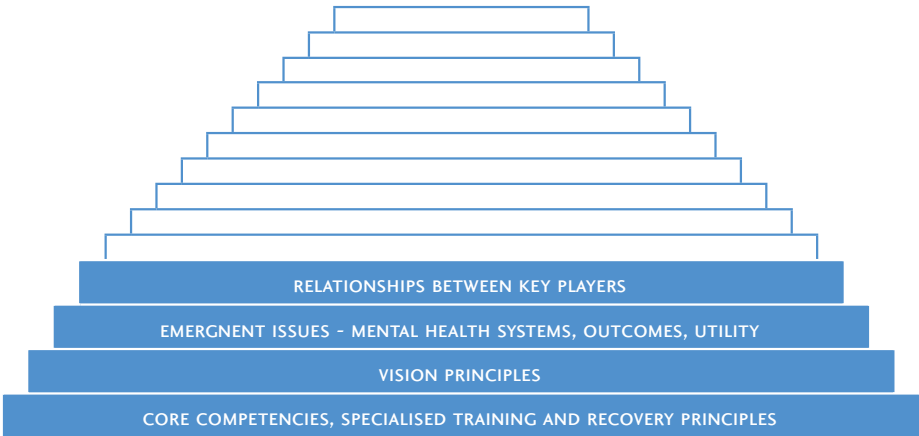 RELATIONSHIPS BETWEEN KEY PLAYERS
EMERGNENT ISSUES - MENTAL HEALTH SYSTEMS, OUTCOMES, UTILITY
VISION PRINCIPLES
CORE COMPETENCIES, SPECIALISED TRAINING AND RECOVERY PRINCIPLES